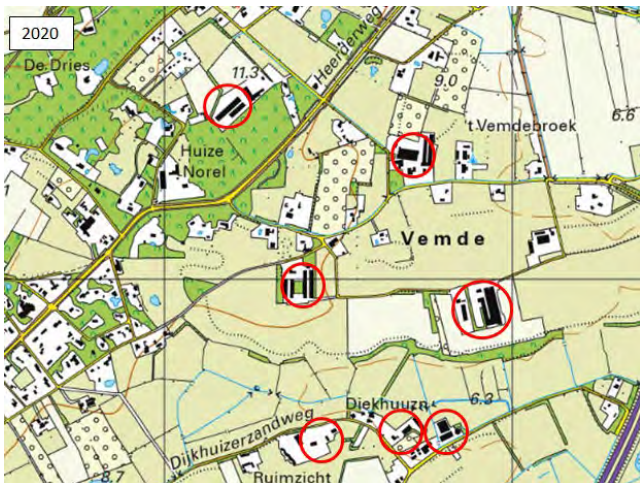 2020
De Dries
11.3
Heerderweg
9.0
't Vemdebroek
6.6
Huize
Norel
Vemde
Diekhuuzn
6.3
Dijkhuizerzandweg
8.7
Ruimzicht